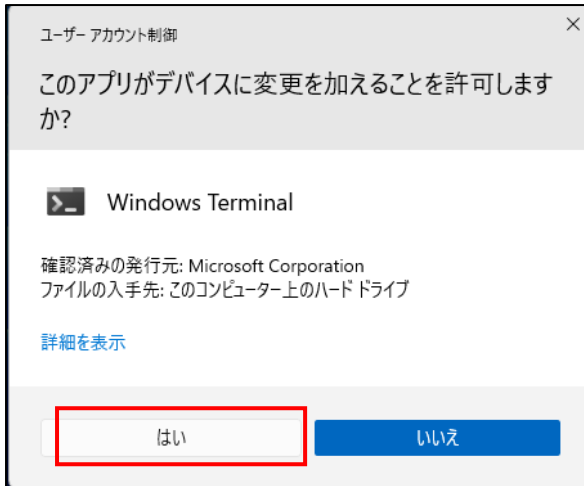 ユーザー アカウント制御
このアプリがデバイスに変更を加えることを許可します
か?
Windows Terminal
確認済みの発行元: Microsoft Corporation
ファイルの入手先: このコンピューター上のハード ドライブ
詳細を表示
はい
いいえ